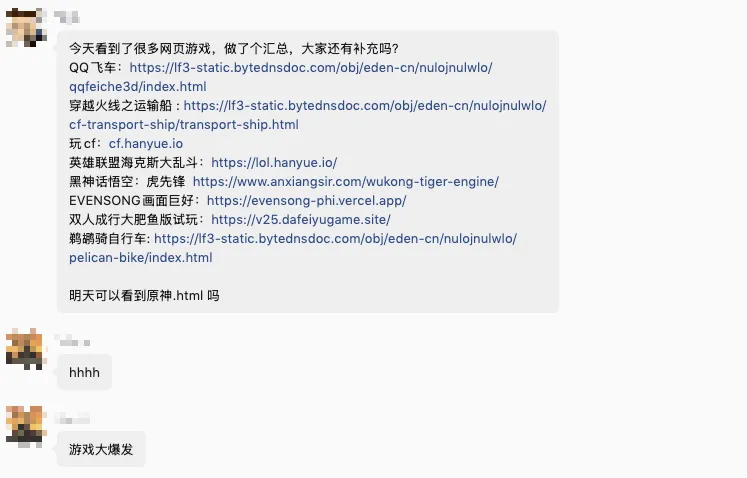 今天看到了很多网页游戏，做了个汇总，大家还有补充吗？
QQ飞车：https://lf3-static.bytednsdoc.com/obj/eden-cn/nulojnulwlo/
qqfeiche3d/index.html
穿越火线之运输船：https://lf3-static.bytednsdoc.com/obj/eden-cn/nulojnulwlo/
cf-transport-ship/transport-ship.html
玩cf：cf.hanyue.io
英雄联盟海克斯大乱斗：https://lol.hanyue.io/
黑神话悟空：虎先锋 https://www.anxiangsir.com/wukong-tiger-engine/
EVENSONG画面巨好：https://evensong-phi.vercel.app/
双人成行大肥鱼版试玩：https://v25.dafeiyugame.site/
鹈鹕骑自行车: https://lf3-static.bytednsdoc.com/obj/eden-cn/nulojnulwlo/
pelican-bike/index.html
明天可以看到原神.html 吗
hhhh
游戏大爆发